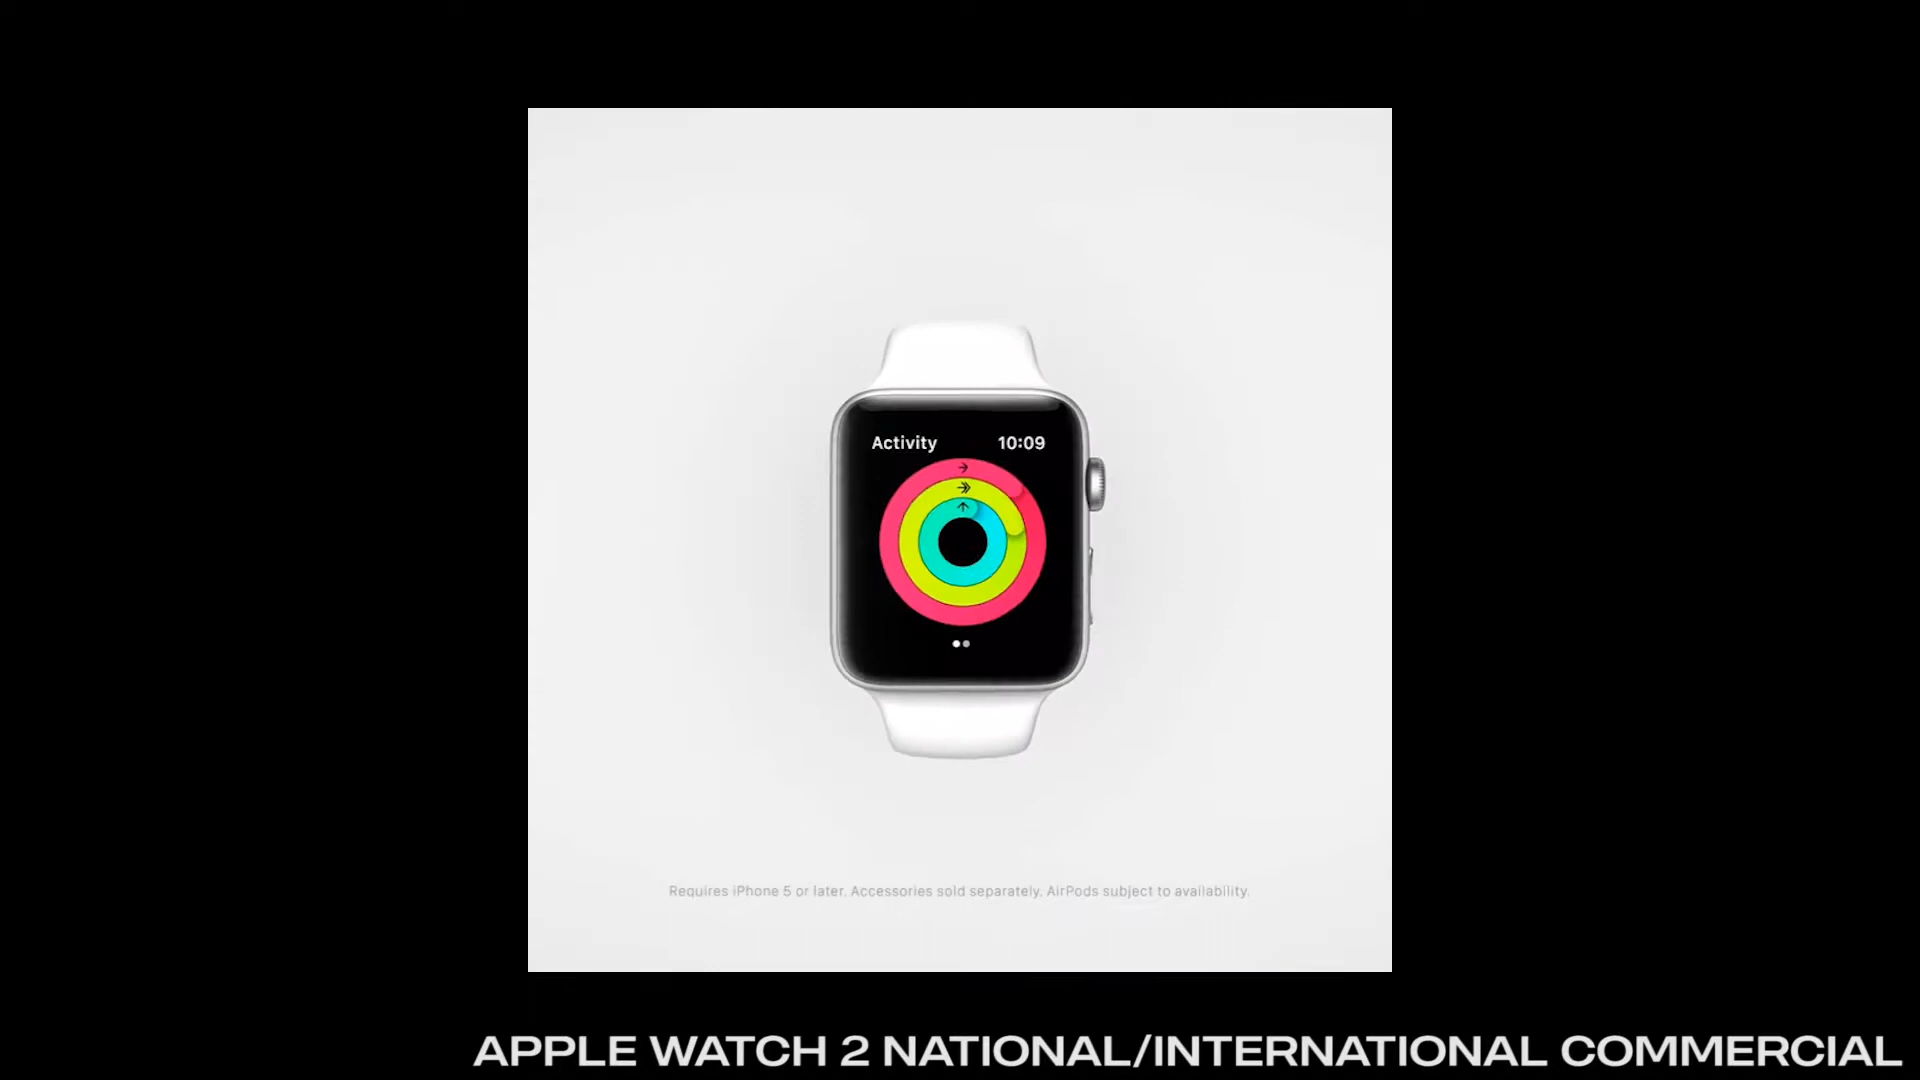 Activity 10:09
Requires iPhone 5 or later. Accessories sold separately. AirPods subject to availability.
APPLE WATCH 2 NATIONAL/INTERNATIONAL COMMERCIAL